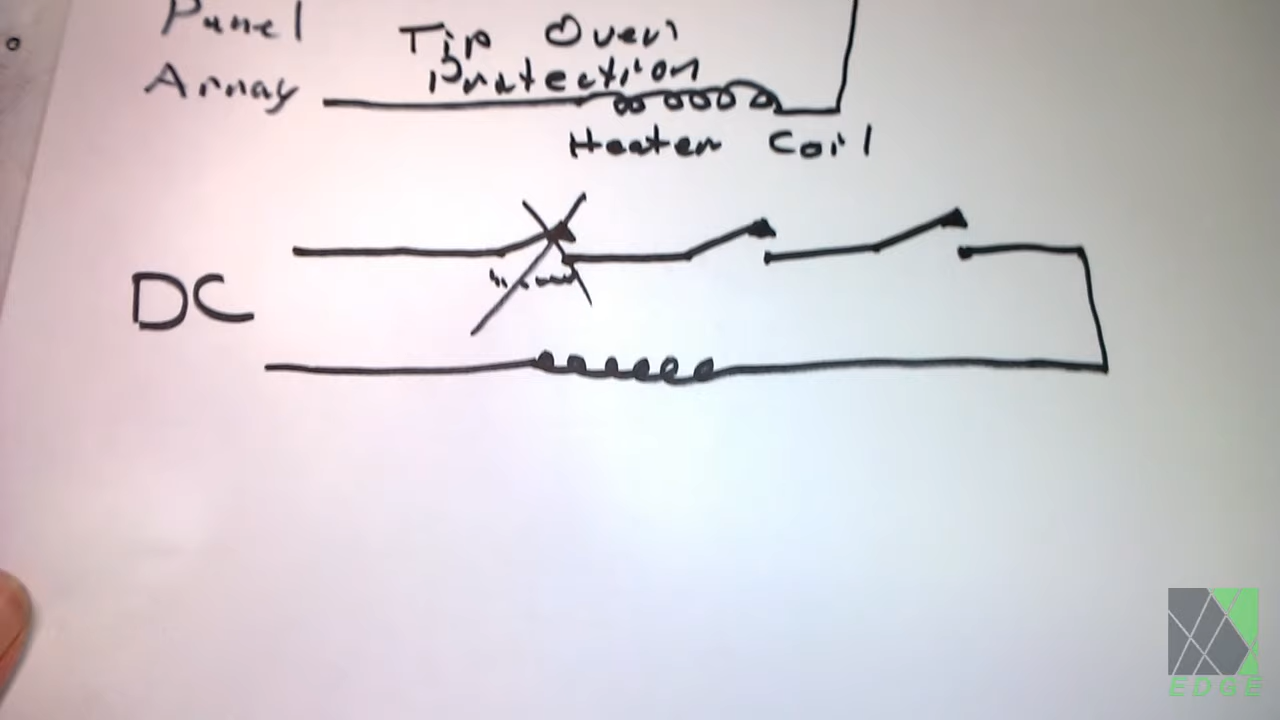 Panel
Array
Tip Over
Protection
Heater Coil
DC
EDGE